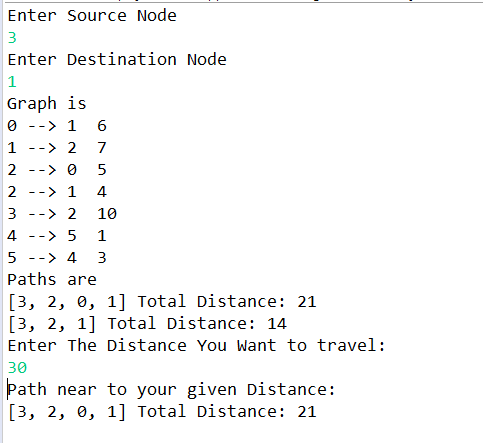 Enter Source Node
3
Enter Destination Node
1
Graph is
0 --> 1  6
1 --> 2  7
2 --> 0  5
2 --> 1  4
3 --> 2  10
4 --> 5  1
5 --> 4  3
Paths are
[3, 2, 0, 1] Total Distance: 21
[3, 2, 1] Total Distance: 14
Enter The Distance You Want to travel:
30
Path near to your given Distance:
[3, 2, 0, 1] Total Distance: 21